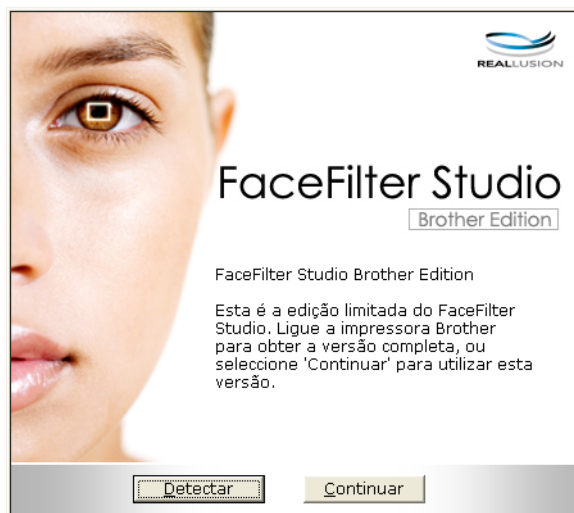 REALLUSION
FaceFilter Studio
Brother Edition
FaceFilter Studio Brother Edition
Esta é a edição limitada do FaceFilter
Studio. Ligue a impressora Brother
para obter a versão completa, ou
seleccione 'Continuar' para utilizar esta
versão.
Detectar
Continuar